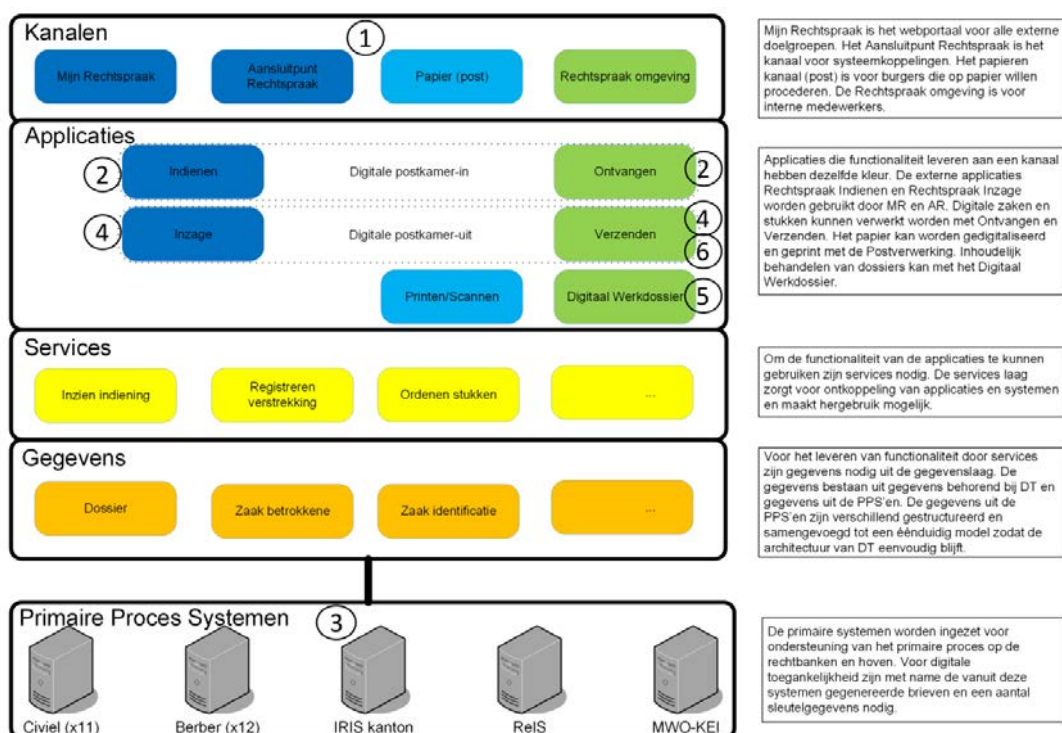 Kanalen
1
Mijn Rechtspraak
Aansluitpunt
Rechtspraak
Papier (post)
Rechtspraak omgeving
Mijn Rechtspraak is het webportaal voor alle externe
doelgroepen. Het Aansluitpunt Rechtspraak is het
kanaal voor systeemkoppelingen. Het papieren
kanaal (post) is voor burgers die op papier willen
procederen. De Rechtspraak omgeving is voor
interne medewerkers.
Applicaties
2
Indienen
Digitale postkamer-in
Ontvangen
2
4
Inzage
Digitale postkamer-uit
Verzenden
4
6
Printen/Scannen
Digitaal Werkdossier
5
Applicaties die functionaliteit leveren aan een kanaal
hebben dezelfde kleur. De externe applicaties
Rechtspraak Indienen en Rechtspraak Inzage
worden gebruikt door MR en AR. Digitale zaken en
stukken kunnen verwerkt worden met Ontvangen en
Verzenden. Het papier kan worden gedigitaliseerd
en geprint met de Postverwerking. Inhoudelijk
behandelen van dossiers kan met het Digitaal
Werkdossier.
Services
Inzien indiening
Registreren
verstrekking
Ordenen stukken
...
Om de functionaliteit van de applicaties te kunnen
gebruiken zijn services nodig. De services laag
zorgt voor ontkoppeling van applicaties en systemen
en maakt hergebruik mogelijk.
Gegevens
Dossier
Zaak betrokkene
Zaak identificatie
...
Voor het leveren van functionaliteit door services
zijn gegevens nodig uit de gegevenslaag. De
gegevens bestaan uit gegevens behorend bij DT en
gegevens uit de PPS'en. De gegevens uit de
PPS'en zijn verschillend gestructureerd en
samengevoegd tot een éénduidig model zodat de
architectuur van DT eenvoudig blijft.
Primaire Proces Systemen
3
Civiel (x11)
Berber (x12)
IRIS kanton
ReIS
MWO-KEI
De primaire systemen worden ingezet voor
ondersteuning van het primaire proces op de
rechtbanken en hoven. Voor digitale
toegankelijkheid zijn met name de vanuit deze
systemen gegenereerde brieven en een aantal
sleutelgegevens nodig.